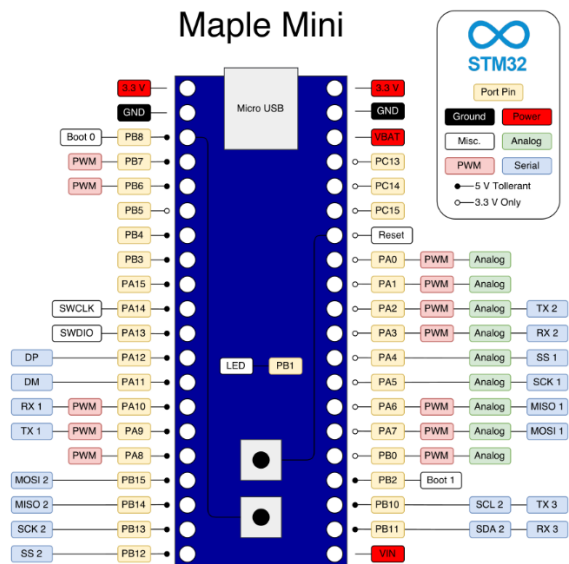 Maple Mini
STM32
Port Pin
Ground Power
Misc. Analog
PWM Serial
5 V Tollerant
3.3 V Only
Micro USB
3.3 V 3.3 V
GND GND
Boot 0 PB8 VBAT
PWM PB7 PC13
PWM PB6 PC14
PB5 PC15
PB4 Reset
PB3 PA0 PWM Analog
PA15 PA1 PWM Analog
SWCLK PA14 PA2 PWM Analog TX 2
SWDIO PA13 PA3 PWM Analog RX 2
DP PA12 LED PB1 PA4 Analog SS 1
DM PA11 PA5 Analog SCK 1
RX 1 PWM PA10 PA6 PWM Analog MISO 1
TX 1 PWM PA9 PA7 PWM Analog MOSI 1
PWM PA8 PB0 PWM Analog
MOSI 2 PB15 PB2 Boot 1
MISO 2 PB14 PB10 SCL 2 TX 3
SCK 2 PB13 PB11 SDA 2 RX 3
SS 2 PB12 VIN